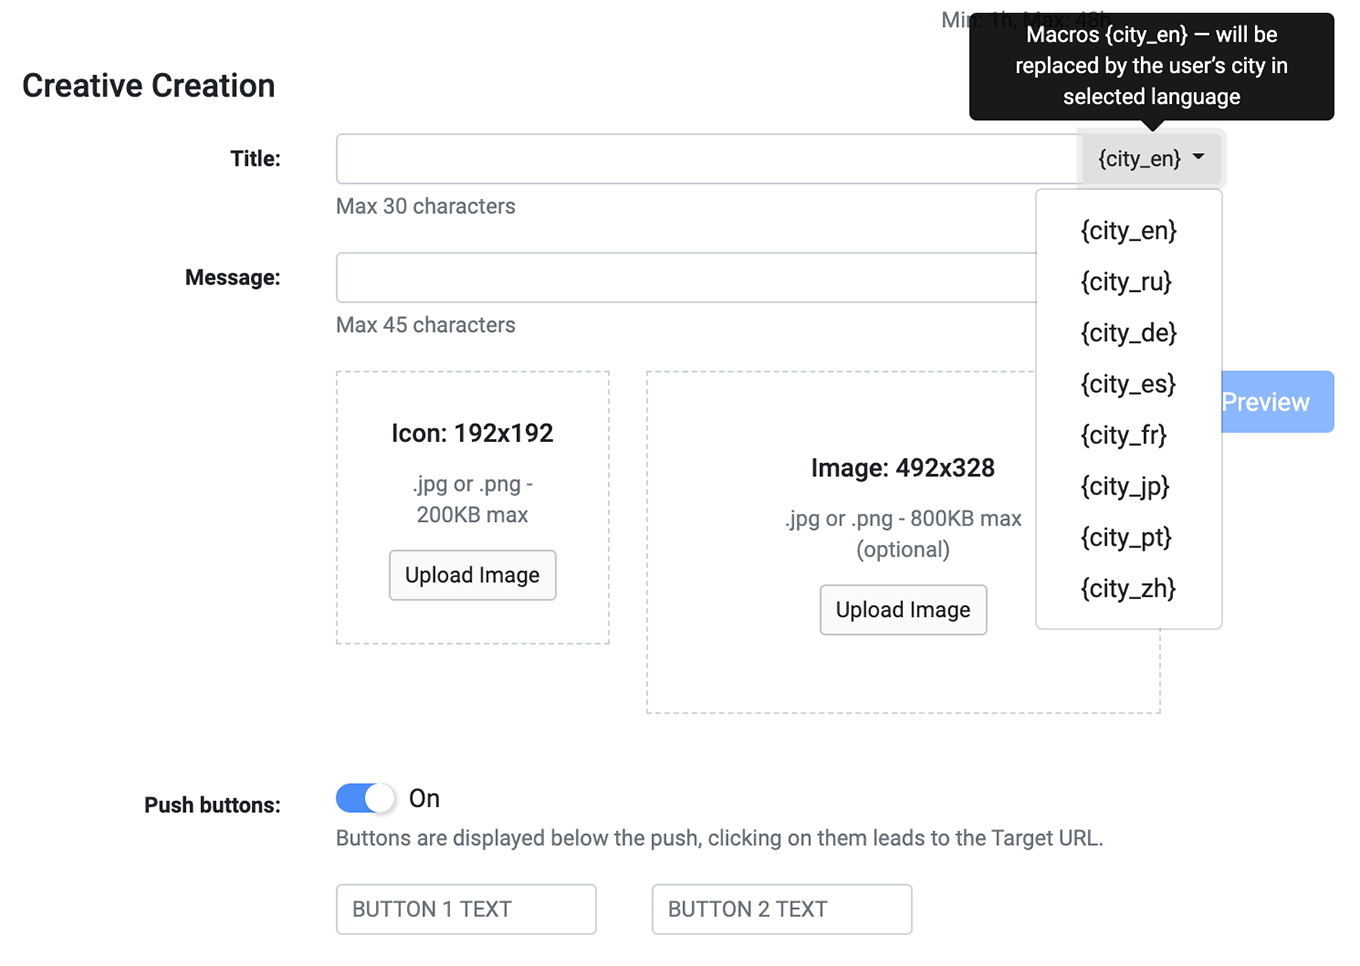 Min: 1h, Max: 48h
Macros {city_en} — will be
replaced by the user’s city in
selected language
Creative Creation
Title:
{city_en}
Max 30 characters
{city_en}
{city_ru}
{city_de}
{city_es}
{city_fr}
{city_jp}
{city_pt}
{city_zh}
Message:
Max 45 characters
Icon: 192x192
.jpg or .png -
200KB max
Upload Image
Image: 492x328
.jpg or .png - 800KB max
(optional)
Upload Image
Preview
Push buttons:
On
Buttons are displayed below the push, clicking on them leads to the Target URL.
BUTTON 1 TEXT
BUTTON 2 TEXT